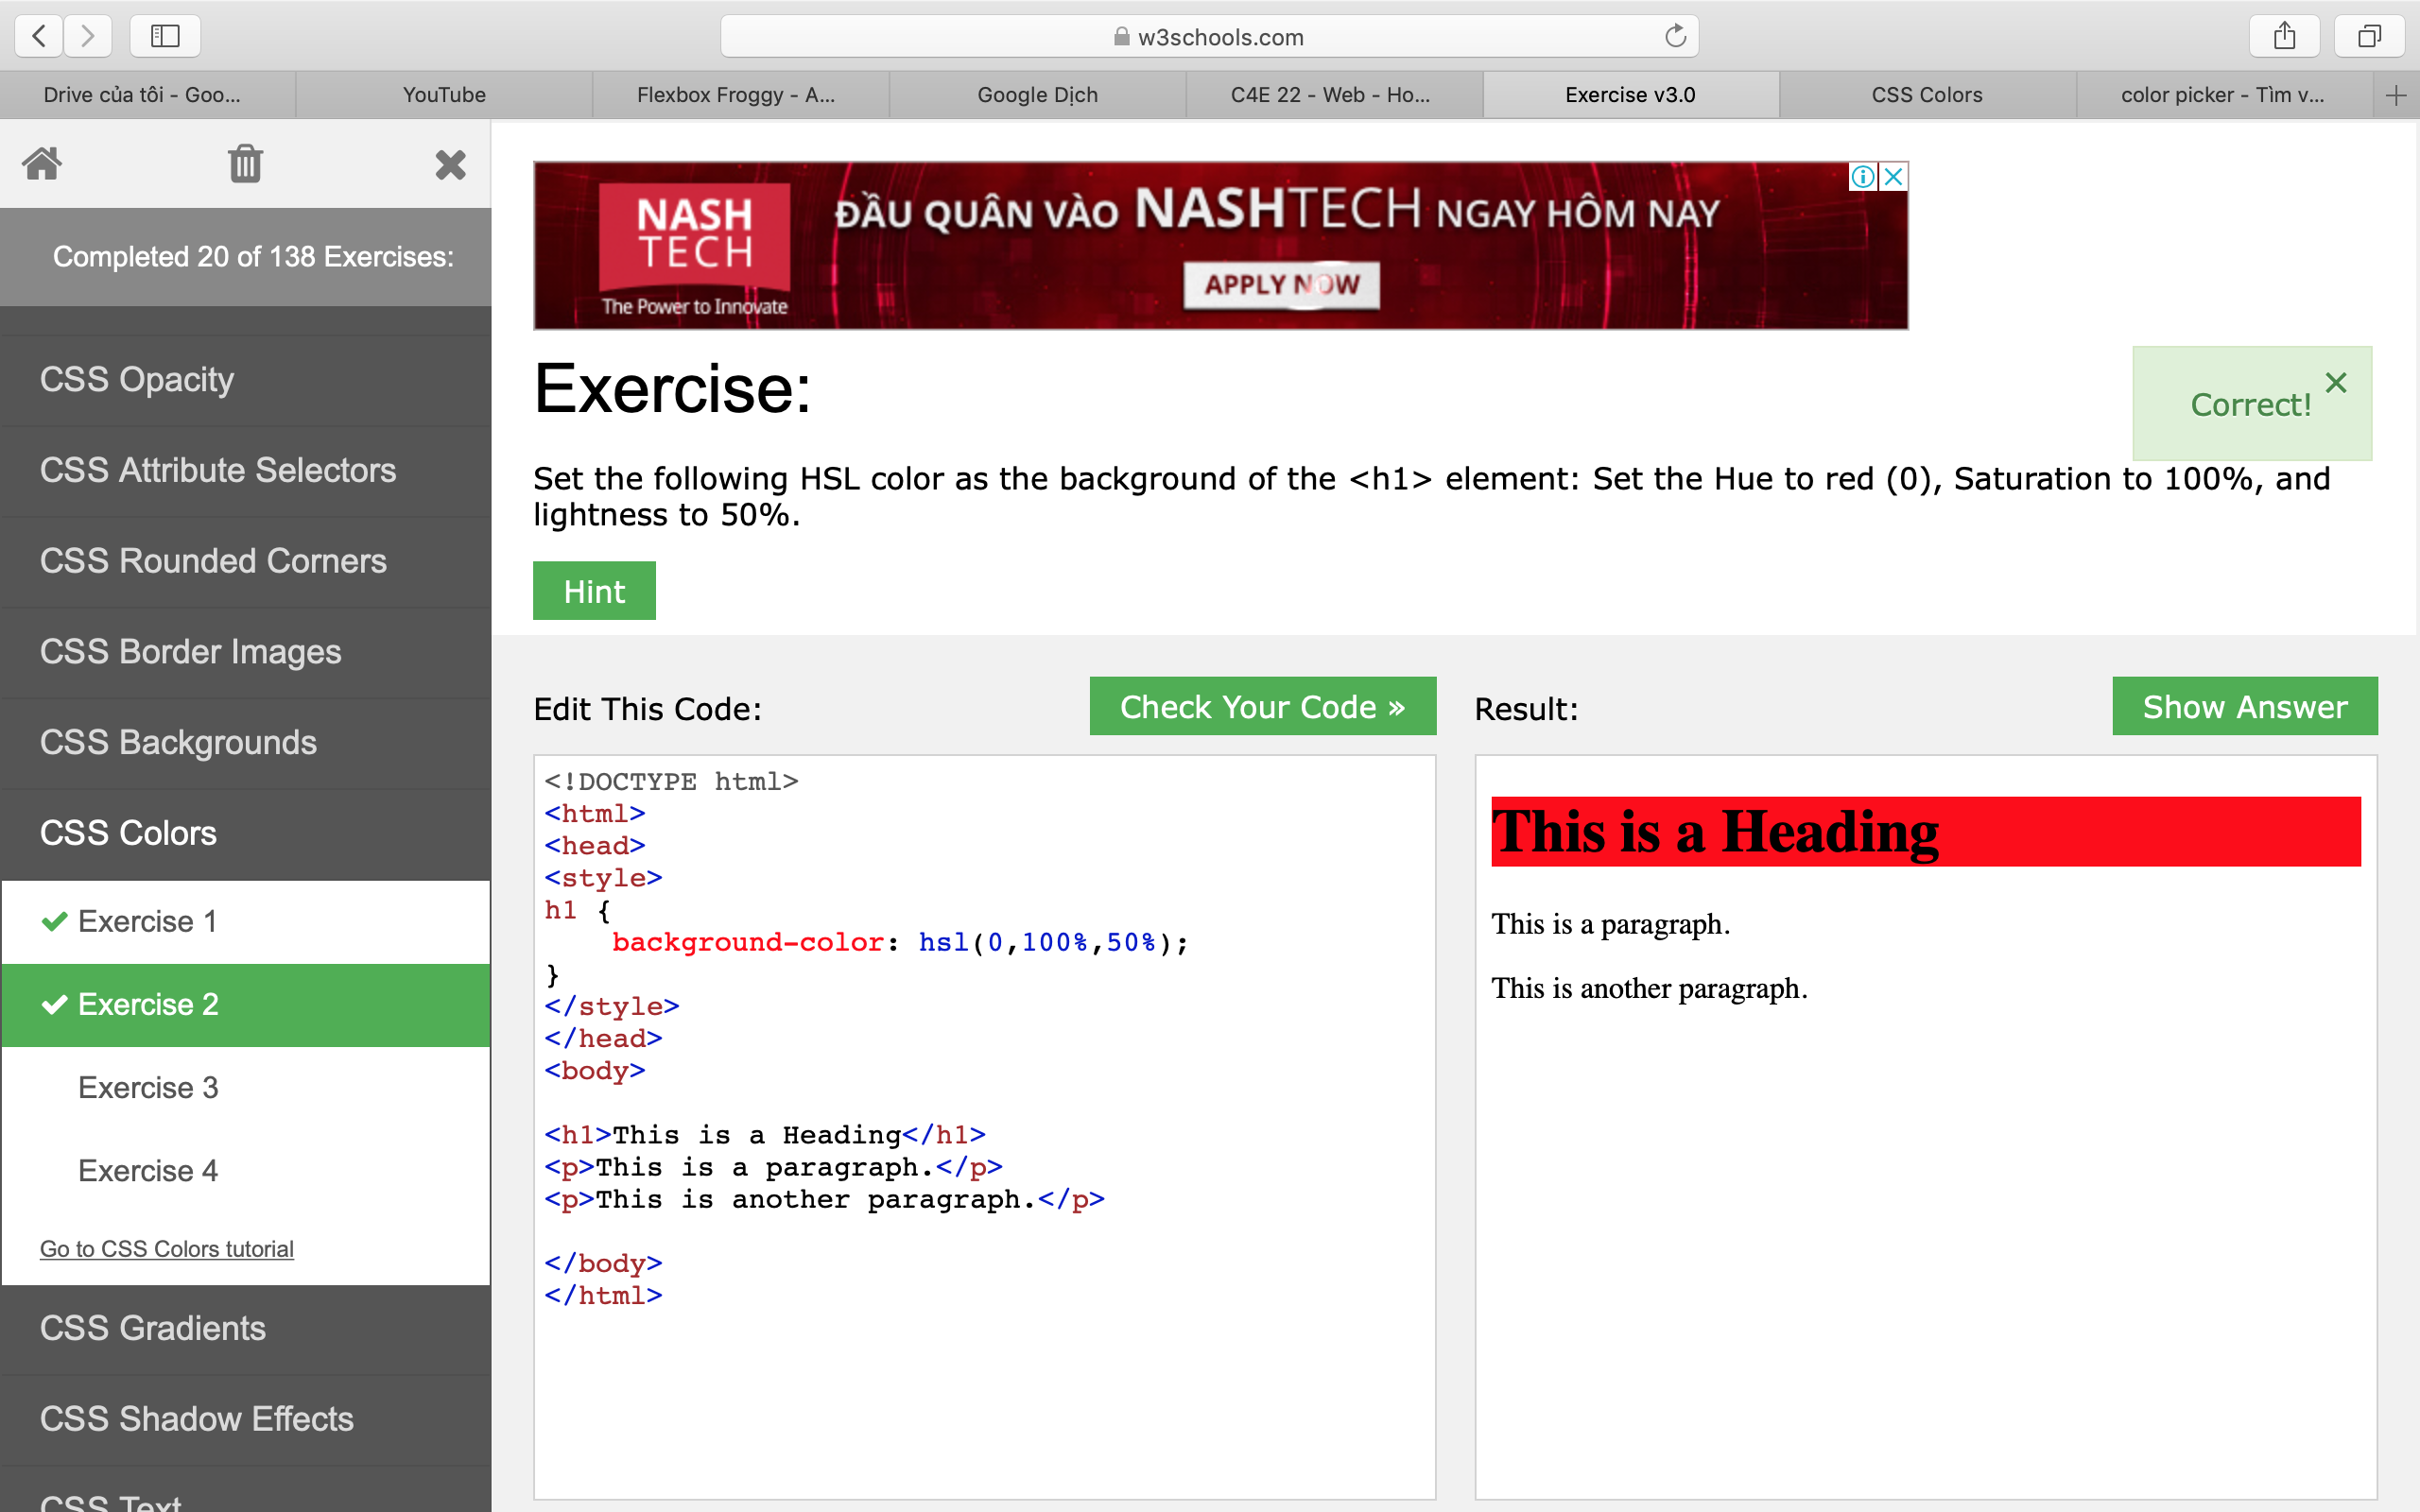 w3schools.com
Drive của tôi - Goo...
YouTube
Flexbox Froggy - A...
Google Dịch
C4E 22 - Web - Ho...
Exercise v3.0
CSS Colors
color picker - Tìm v...
Completed 20 of 138 Exercises:
CSS Opacity
CSS Attribute Selectors
CSS Rounded Corners
CSS Border Images
CSS Backgrounds
CSS Colors
Exercise 1
Exercise 2
Exercise 3
Exercise 4
Go to CSS Colors tutorial
CSS Gradients
CSS Shadow Effects
CSS Text
NASH
TECH
The Power to Innovate
ĐẦU QUÂN VÀO NASHTECH NGAY HÔM NAY
APPLY NOW
Exercise:
Correct!
Set the following HSL color as the background of the <h1> element: Set the Hue to red (0), Saturation to 100%, and
lightness to 50%.
Hint
Edit This Code:
Check Your Code »
<!DOCTYPE html>
<html>
<head>
<style>
h1 {
    background-color: hsl(0,100%,50%);
}
</style>
</head>
<body>
<h1>This is a Heading</h1>
<p>This is a paragraph.</p>
<p>This is another paragraph.</p>
</body>
</html>
Result:
Show Answer
This is a Heading
This is a paragraph.
This is another paragraph.